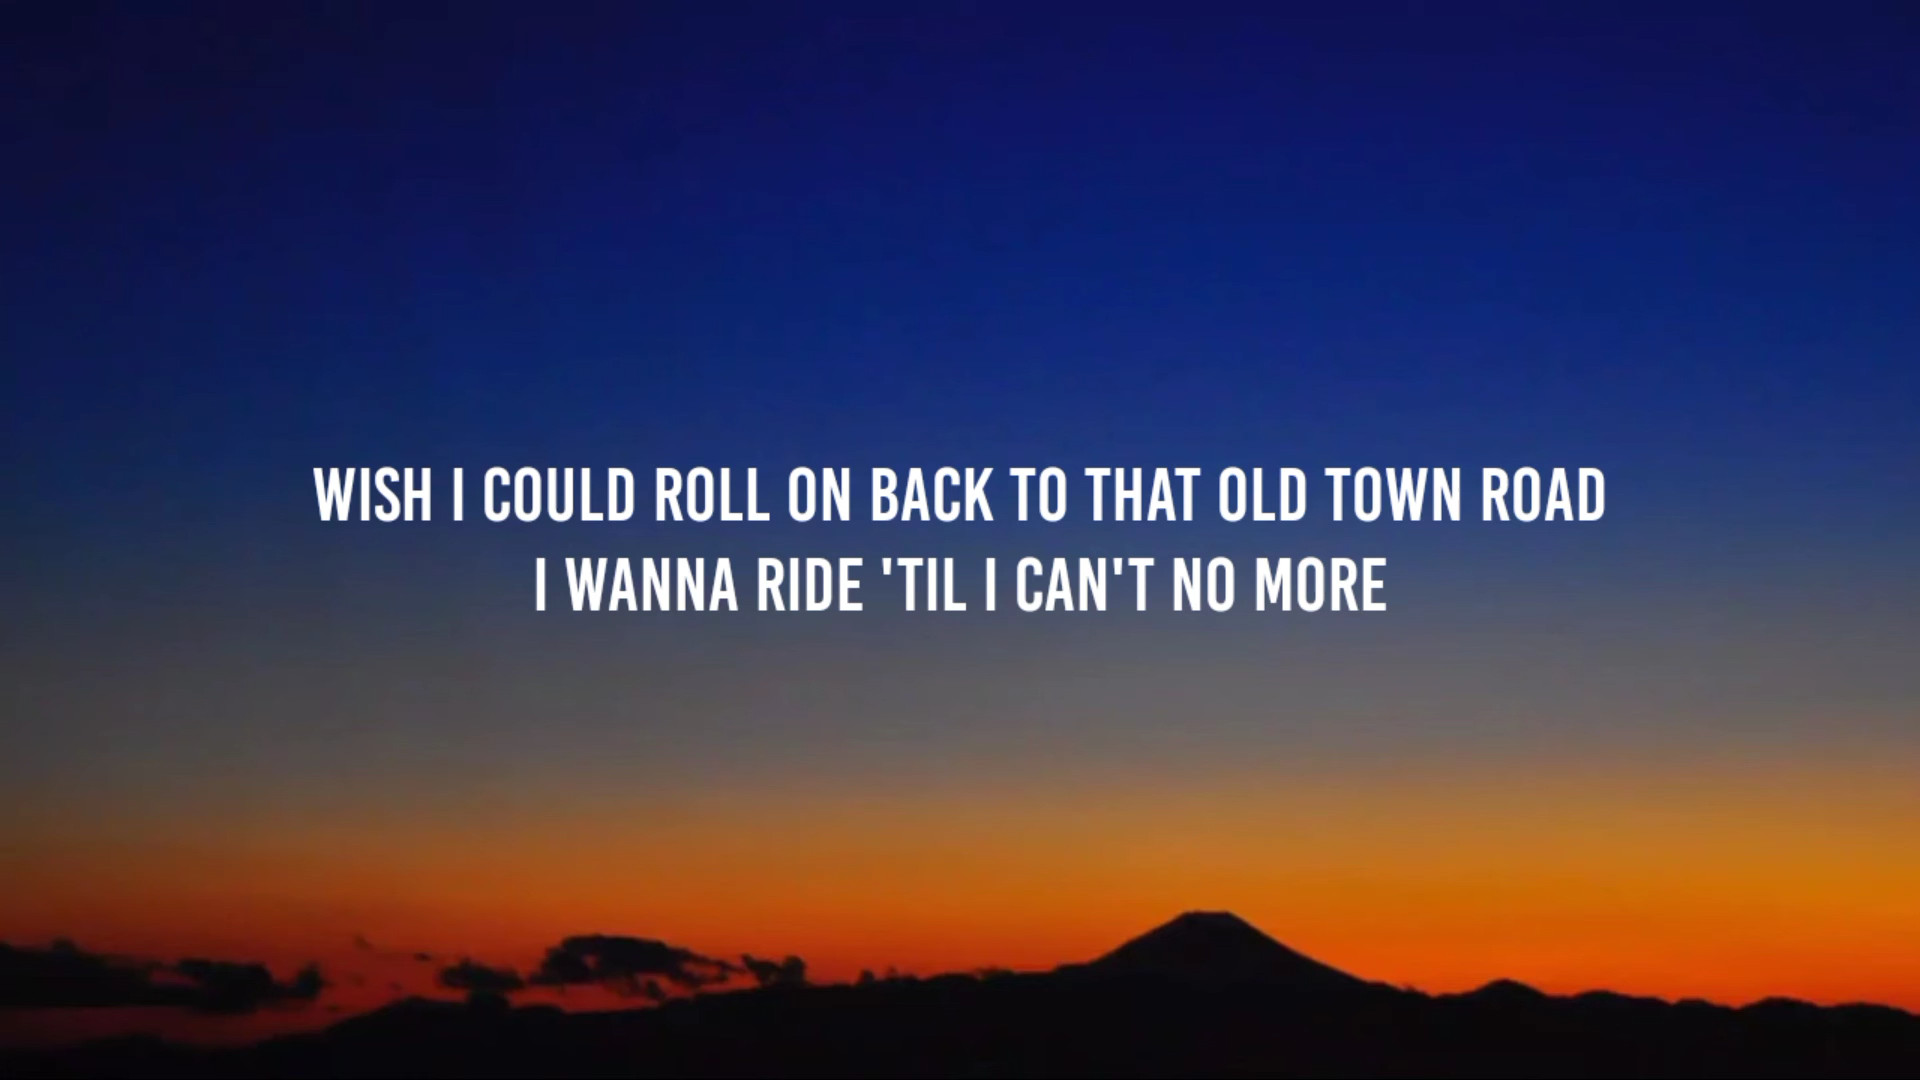 WISH I COULD ROLL ON BACK TO THAT OLD TOWN ROAD
I WANNA RIDE 'TIL I CAN'T NO MORE